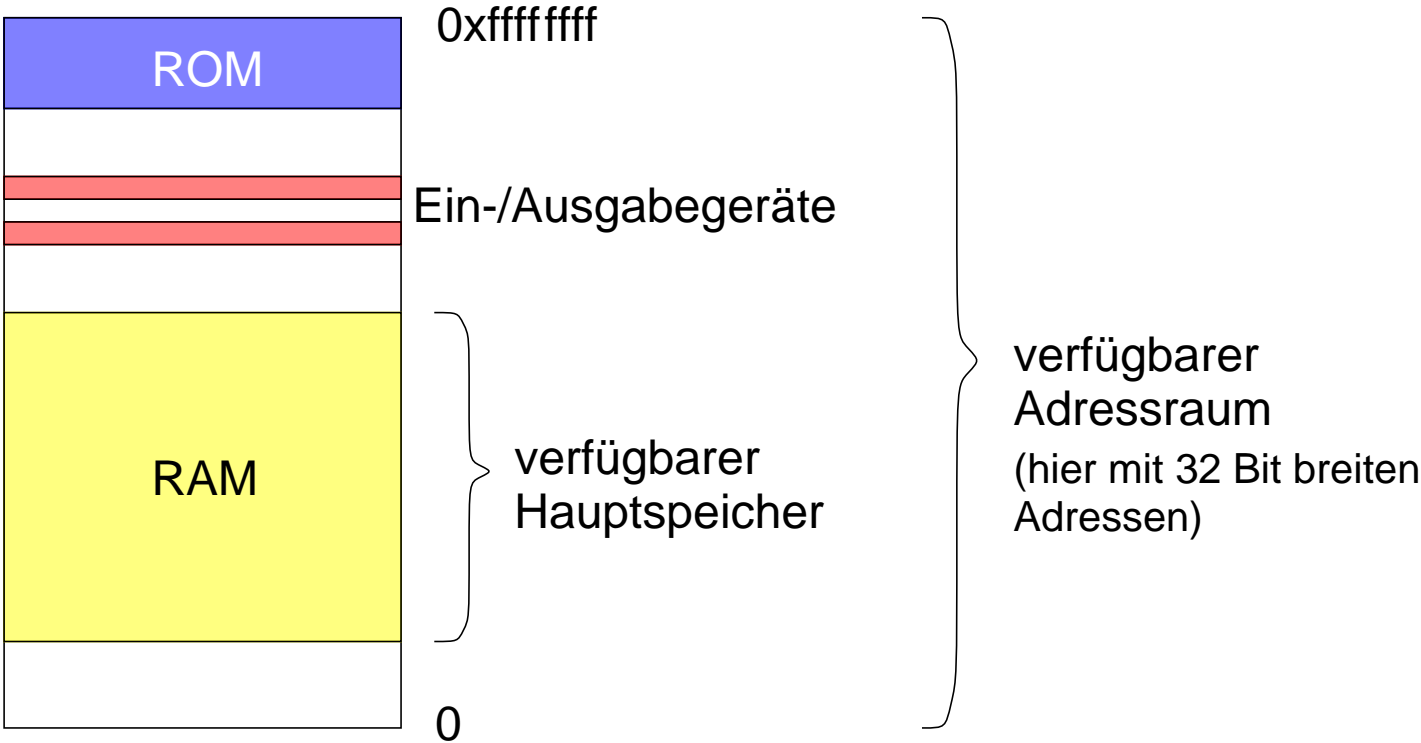 0xffffffff
ROM
Ein-/Ausgabegeräte
verfügbarer
Adressraum
(hier mit 32 Bit breiten
Adressen)
verfügbarer
Hauptspeicher
RAM
0